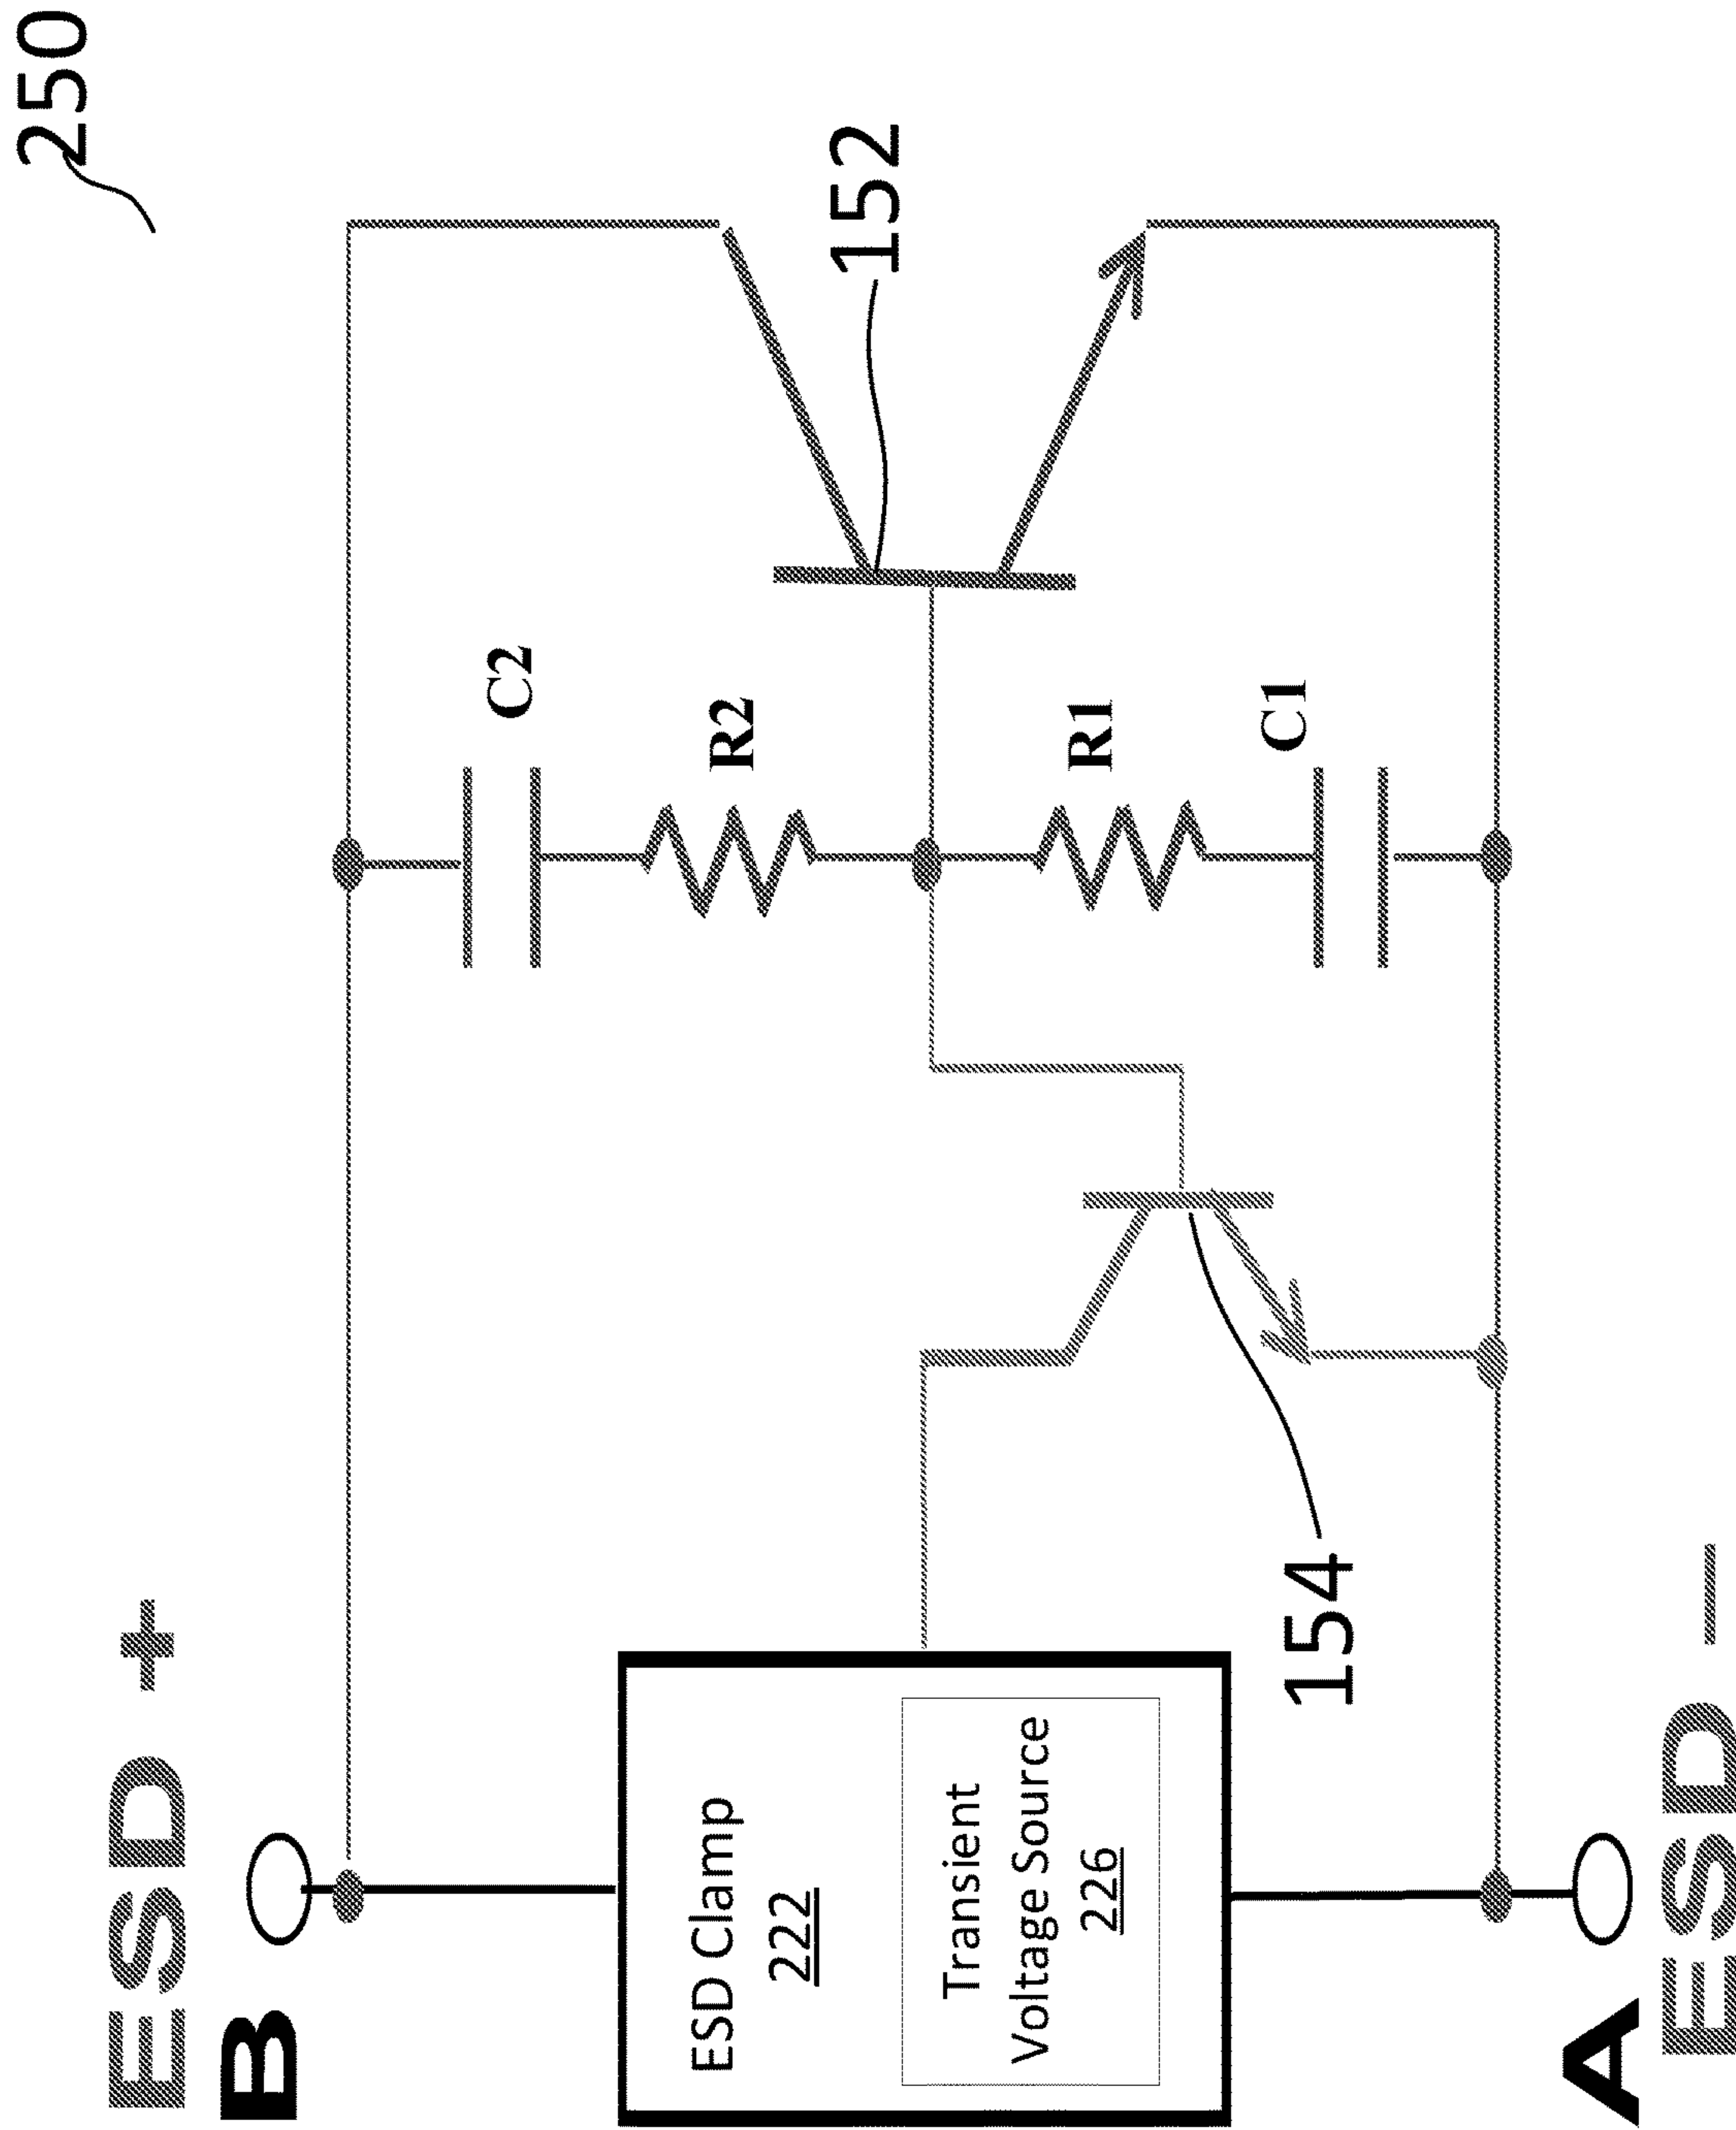 250
ESD +
B
ESD Clamp
222
Transient
Voltage Source
226
154
C2
R2
R1
C1
152
A
ESD −